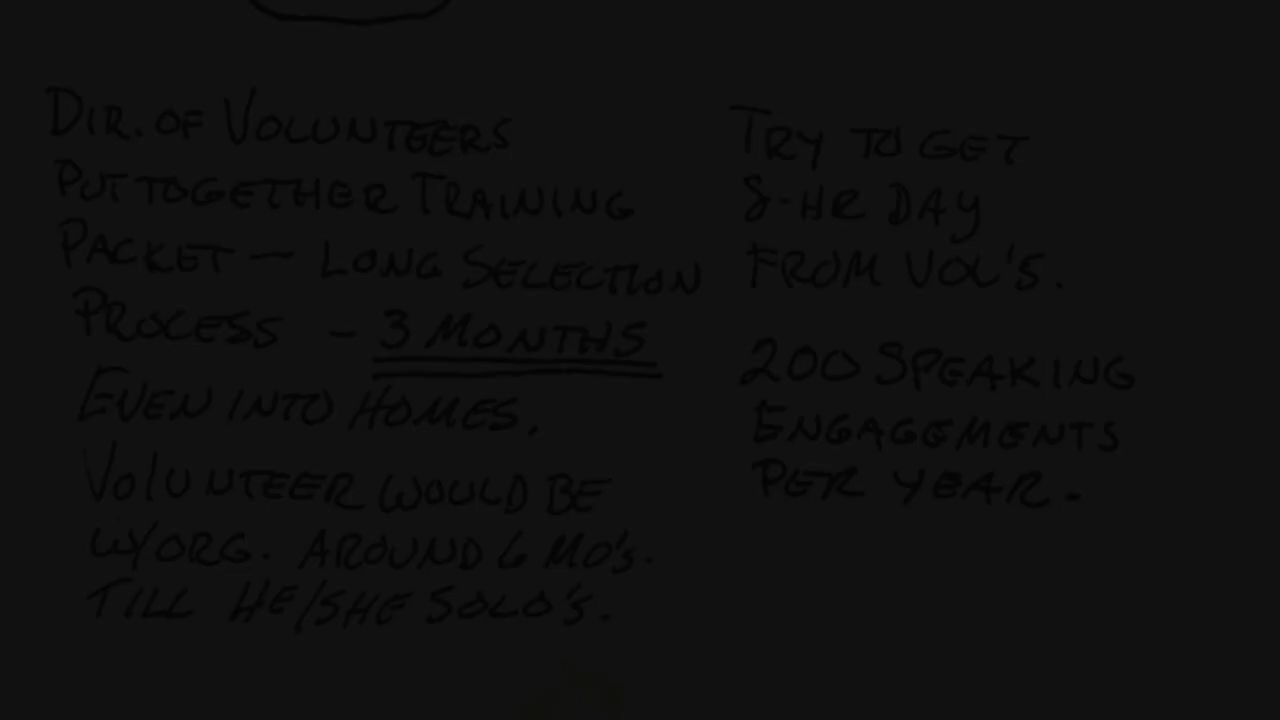 DIR. OF VOLUNTEERS
PUT TOGETHER TRAINING
PACKET — LONG SELECTION
PROCESS — 3 MONTHS
EVEN INTO HOMES.
VOLUNTEER WOULD BE
W/ ORG. AROUND 6 MO'S.
TILL HE/SHE SOLO'S.
TRY TO GET
8-HR DAY
FROM VOL'S.
200 SPEAKING
ENGAGEMENTS
PER YEAR.